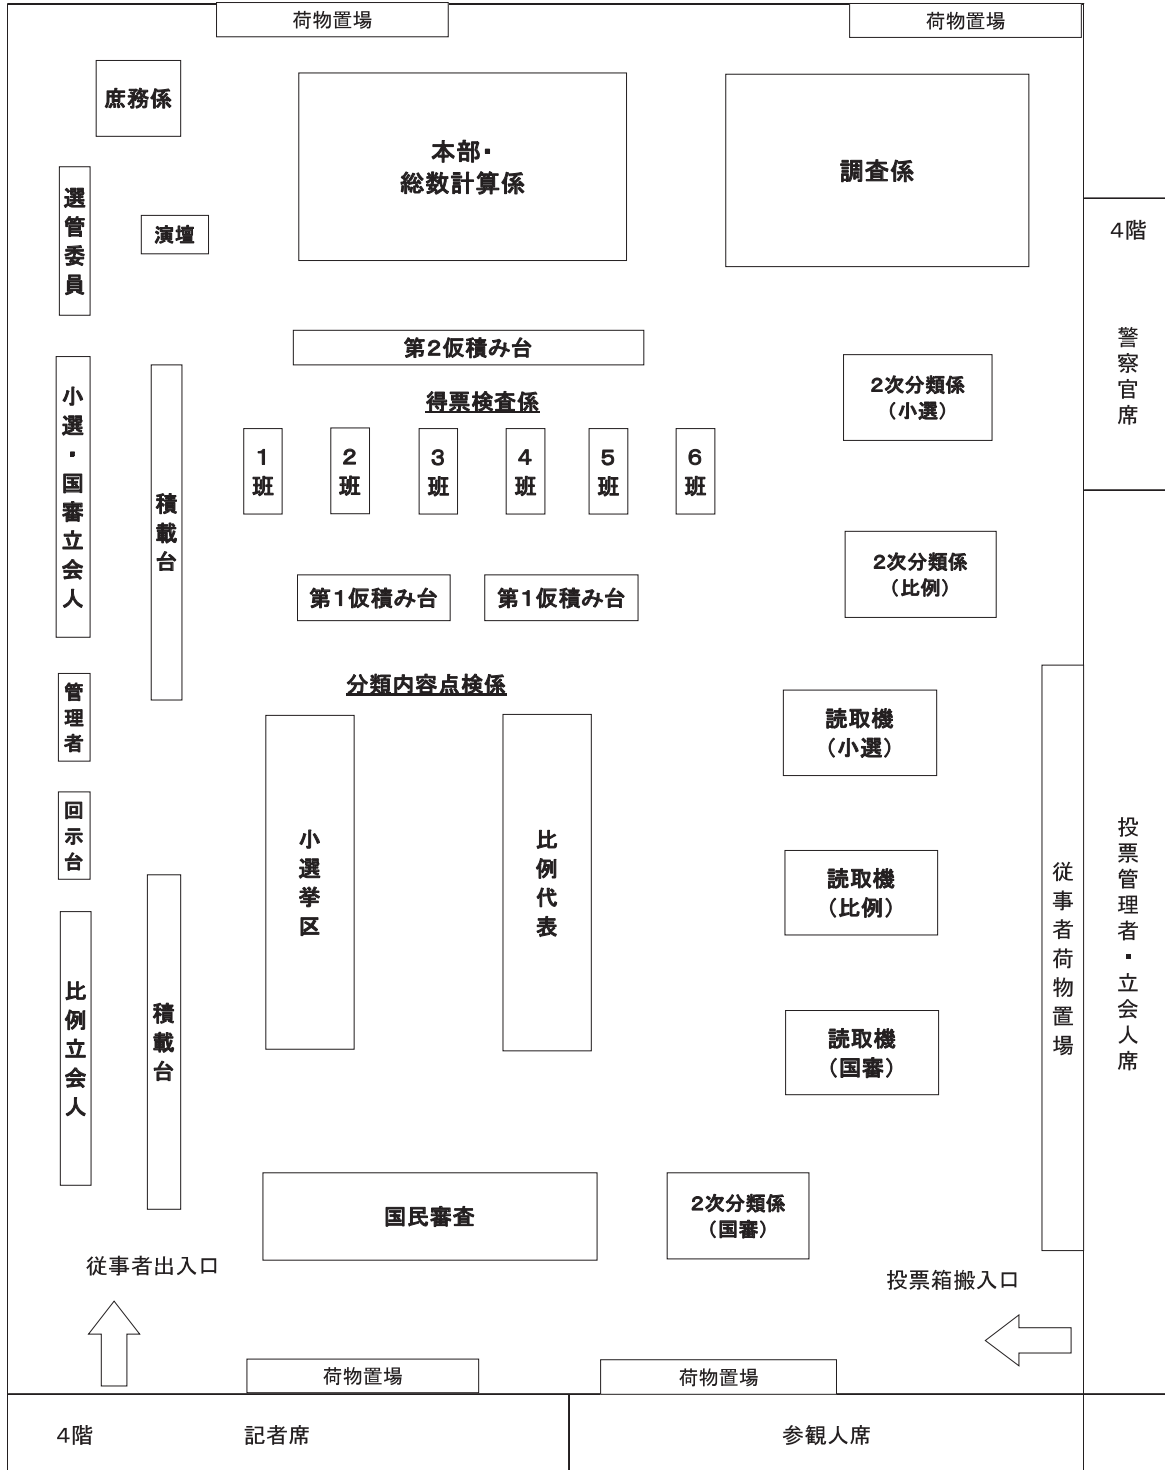 荷物置場
荷物置場
庶務係
本部・
総数計算係
調査係
選管委員
演壇
4階
警察官席
第2仮積み台
得票検査係
2次分類係
(小選)
小選・国審立会人
積載台
1班
2班
3班
4班
5班
6班
2次分類係
(比例)
第1仮積み台
第1仮積み台
管理者
分類内容点検係
読取機
(小選)
回示台
小選挙区
比例代表
読取機
(比例)
従事者荷物置場
投票管理者・立会人席
比例立会人
積載台
読取機
(国審)
国民審査
2次分類係
(国審)
従事者出入口
投票箱搬入口
荷物置場
荷物置場
4階
記者席
参観人席